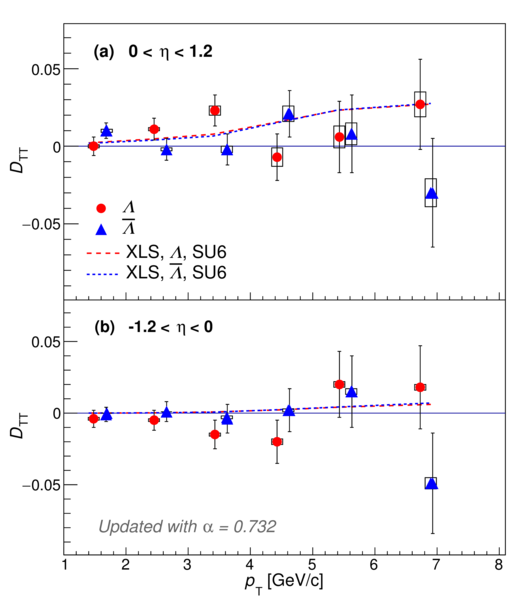 (a) 0 < η < 1.2
0.05
0
−0.05
D_TT
Λ
Λ̅
XLS, Λ, SU6
XLS, Λ̅, SU6
(b) -1.2 < η < 0
0.05
0
−0.05
D_TT
Updated with α = 0.732
1 2 3 4 5 6 7 8
p_T [GeV/c]